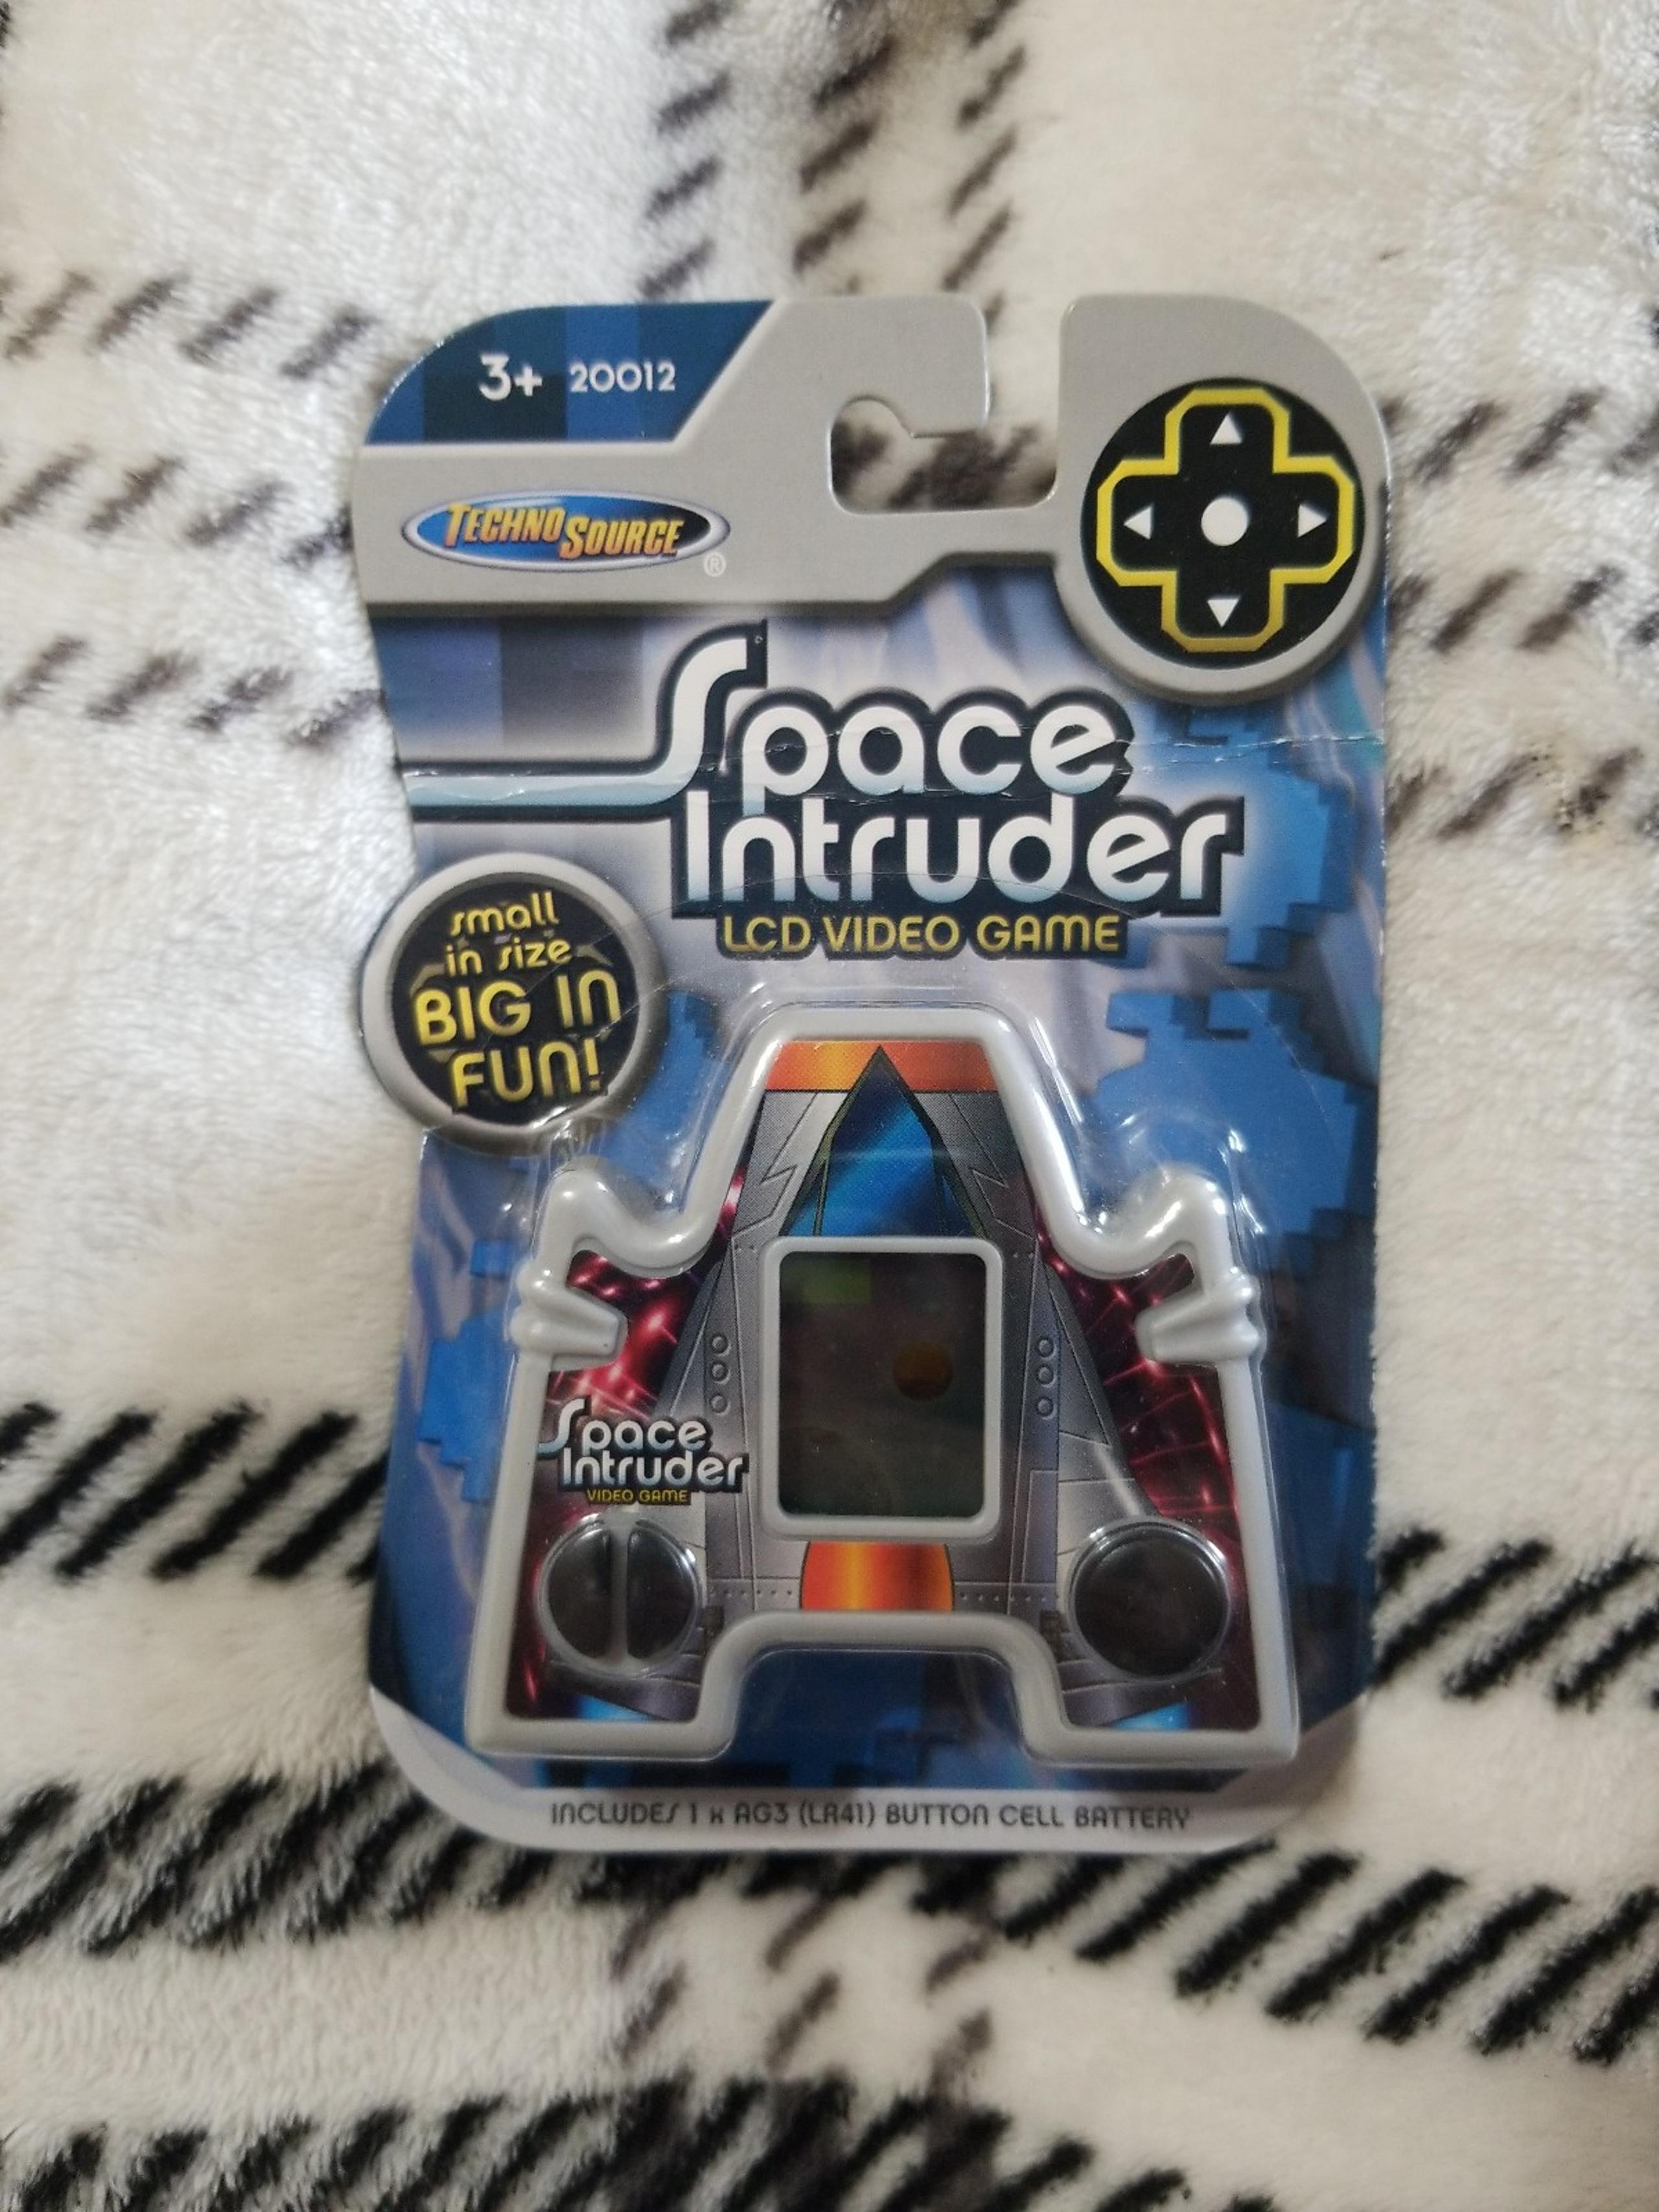 3+ 20012
TECHNO SOURCE
®
Space
Intruder
LCD VIDEO GAME
small
in size
BIG IN
FUN!
Space
Intruder
VIDEO GAME
INCLUDES 1 x AG3 (LR41) BUTTON CELL BATTERY